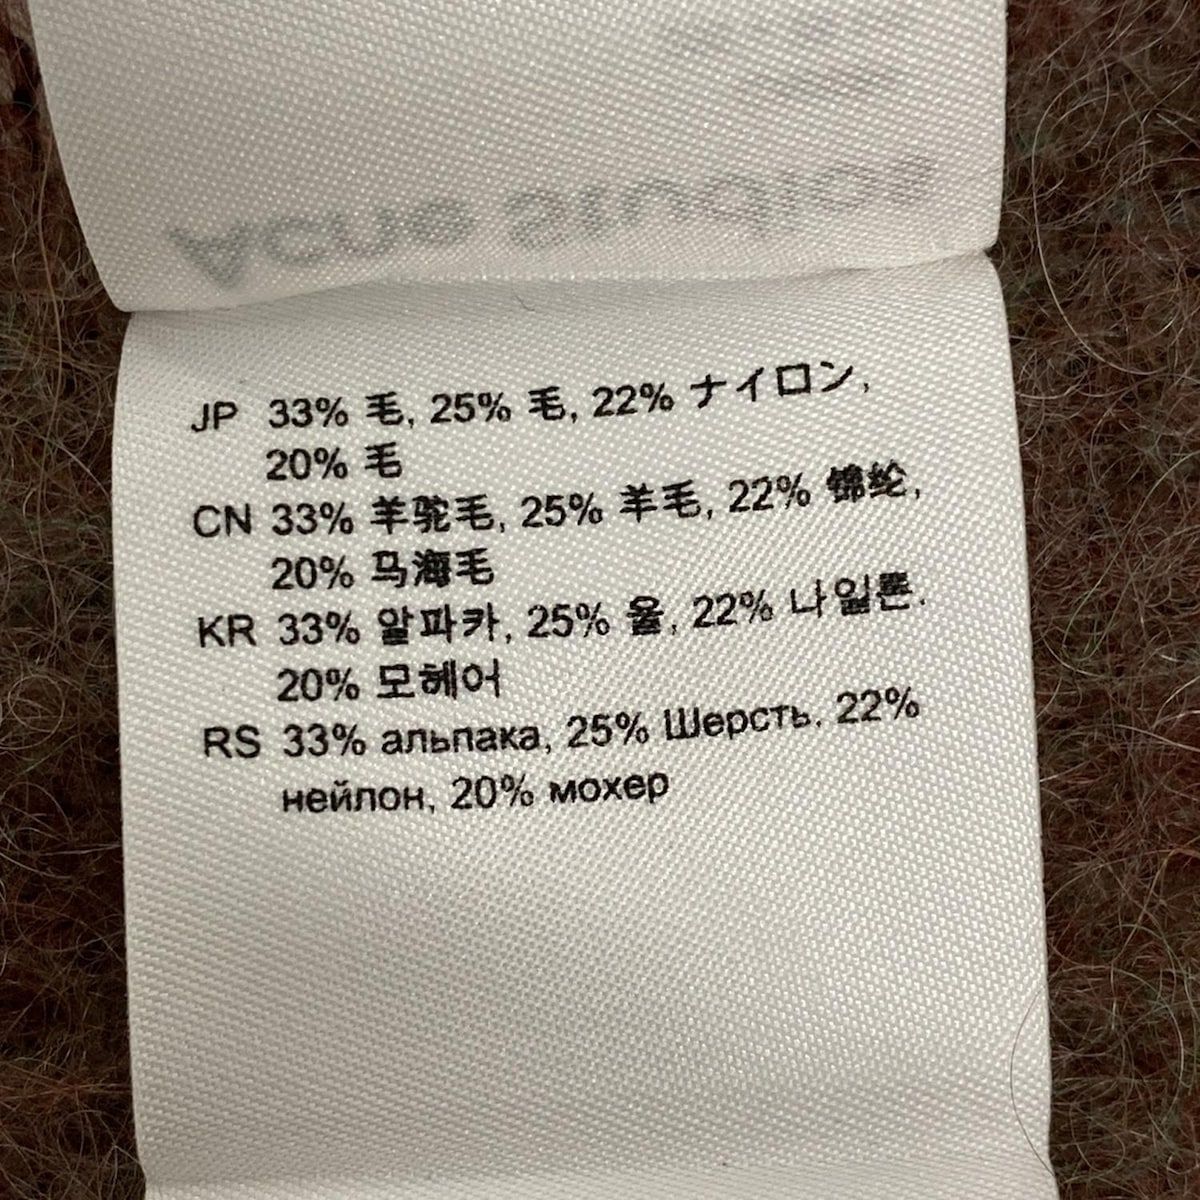 Acne Studios
JP 33% 毛, 25% 毛, 22% ナイロン,
20% 毛
CN 33% 羊驼毛, 25% 羊毛, 22% 锦纶,
20% 马海毛
KR 33% 알파카, 25% 울, 22% 나일론,
20% 모헤어
RS 33% альпака, 25% Шерсть, 22%
нейлон, 20% мохер